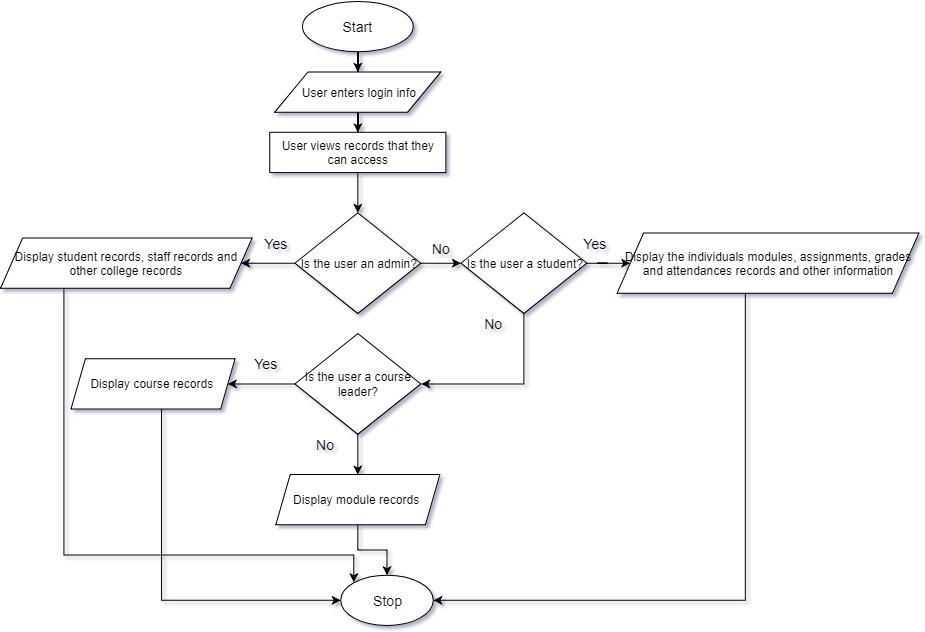 Start
User enters login info
User views records that they
can access
Yes
No
Yes
Display student records, staff records and
other college records
Is the user an admin?
Is the user a student?
Display the individuals modules, assignments, grades
and attendances records and other information
No
Yes
Is the user a course
leader?
Display course records
No
Display module records
Stop